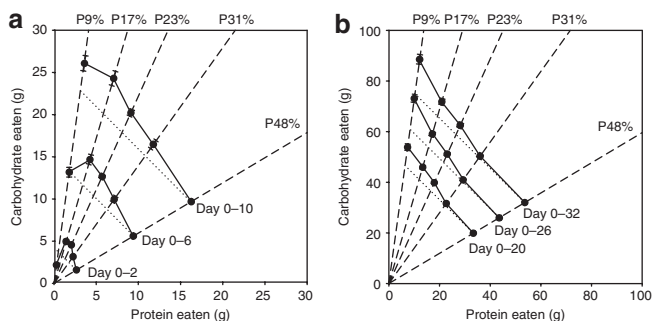 a
P9% P17% P23% P31%
30
25
20
15
10
5
0
Carbohydrate eaten (g)
P48%
Day 0–10
Day 0–6
Day 0–2
0 5 10 15 20 25 30
Protein eaten (g)
b
P9% P17% P23% P31%
100
80
60
40
20
0
Carbohydrate eaten (g)
P48%
Day 0–32
Day 0–26
Day 0–20
0 20 40 60 80 100
Protein eaten (g)